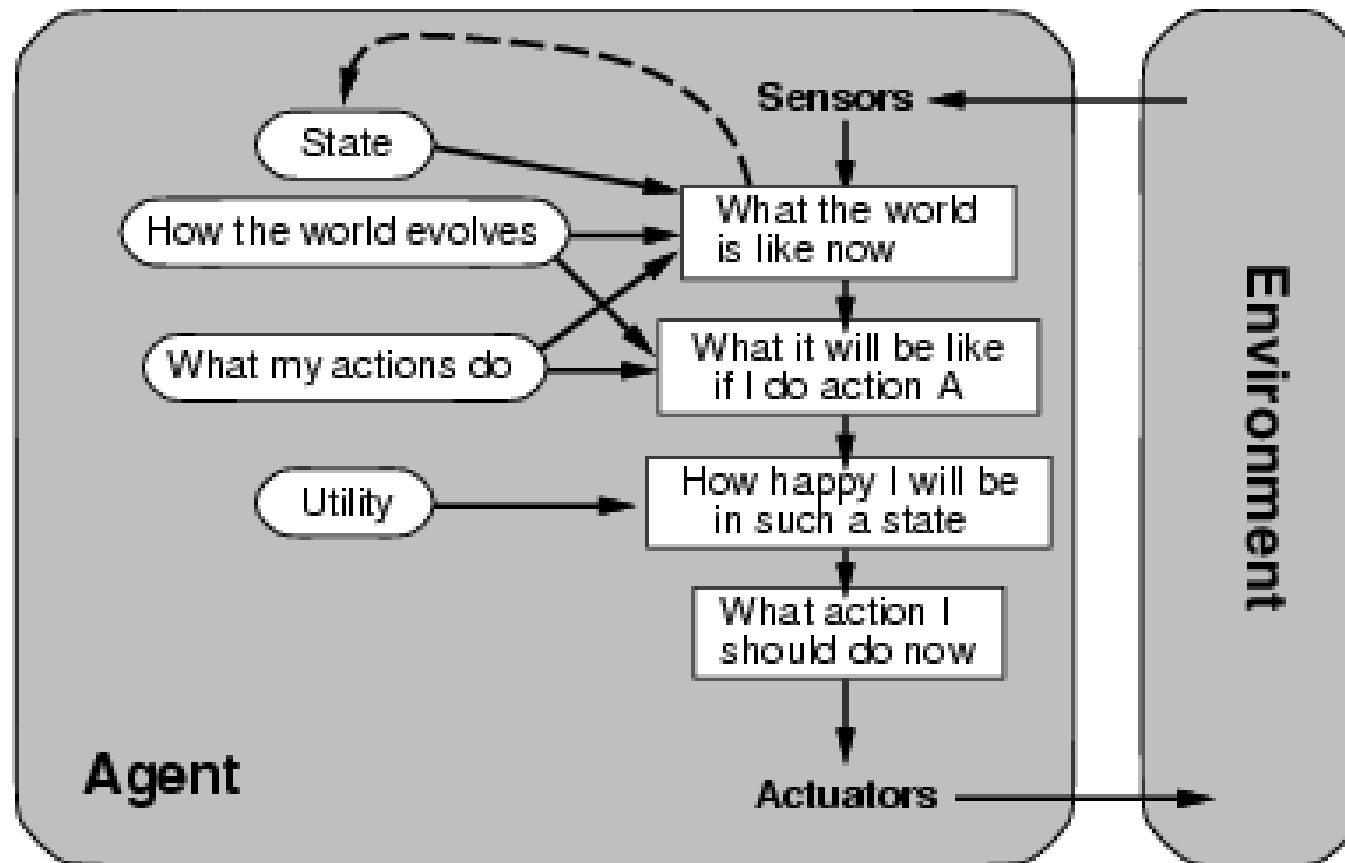 Sensors
State
What the world
is like now
How the world evolves
What my actions do
What it will be like
if I do action A
Utility
How happy I will be
in such a state
What action I
should do now
Agent
Actuators
Environment